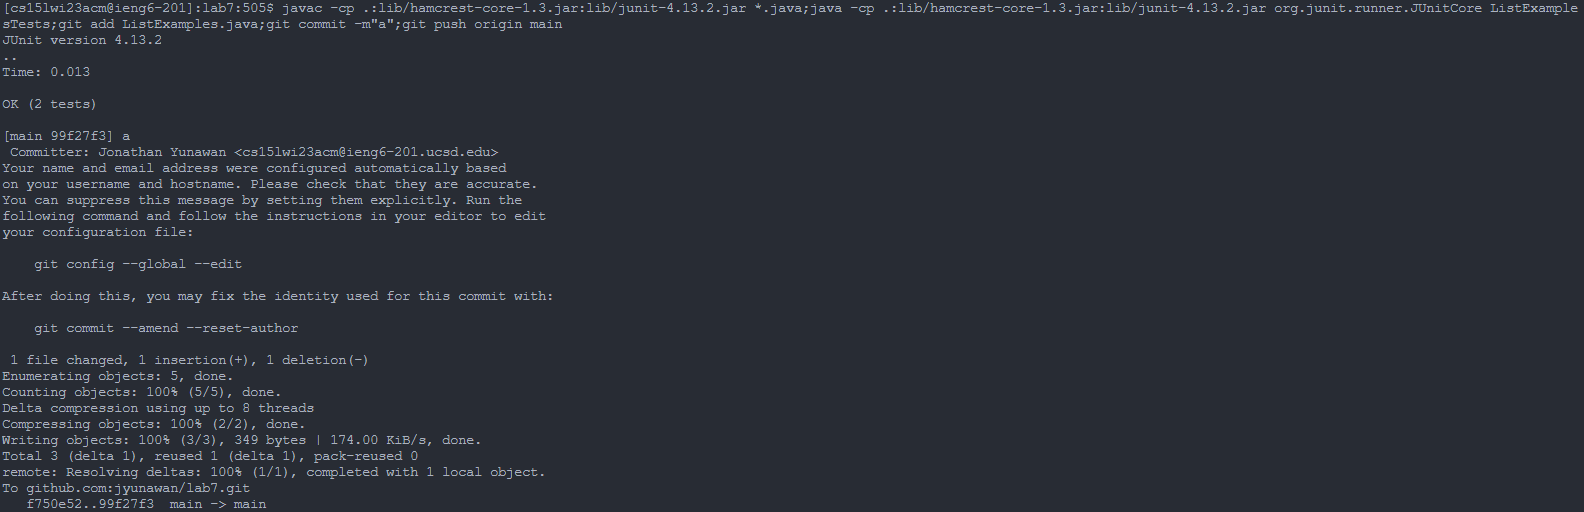 [cs15lwi23acm@ieng6-201]:lab7:505$ javac -cp .:lib/hamcrest-core-1.3.jar:lib/junit-4.13.2.jar *.java;java -cp .:lib/hamcrest-core-1.3.jar:lib/junit-4.13.2.jar org.junit.runner.JUnitCore ListExample
sTests;git add ListExamples.java;git commit -m"a";git push origin main
JUnit version 4.13.2
..
Time: 0.013

OK (2 tests)

[main 99f27f3] a
 Committer: Jonathan Yunawan <cs15lwi23acm@ieng6-201.ucsd.edu>
Your name and email address were configured automatically based
on your username and hostname. Please check that they are accurate.
You can suppress this message by setting them explicitly. Run the
following command and follow the instructions in your editor to edit
your configuration file:

    git config --global --edit

After doing this, you may fix the identity used for this commit with:

    git commit --amend --reset-author

 1 file changed, 1 insertion(+), 1 deletion(-)
Enumerating objects: 5, done.
Counting objects: 100% (5/5), done.
Delta compression using up to 8 threads
Compressing objects: 100% (2/2), done.
Writing objects: 100% (3/3), 349 bytes | 174.00 KiB/s, done.
Total 3 (delta 1), reused 1 (delta 1), pack-reused 0
remote: Resolving deltas: 100% (1/1), completed with 1 local object.
To github.com:jyunawan/lab7.git
   f750e52..99f27f3  main -> main